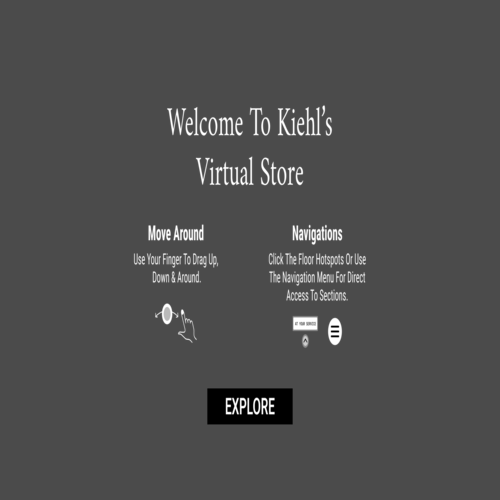 Welcome To Kiehl's
Virtual Store
Move Around
Use Your Finger To Drag Up,
Down & Around.
Navigations
Click The Floor Hotspots Or Use
The Navigation Menu For Direct
Access To Sections.
AT YOUR SERVICE
EXPLORE